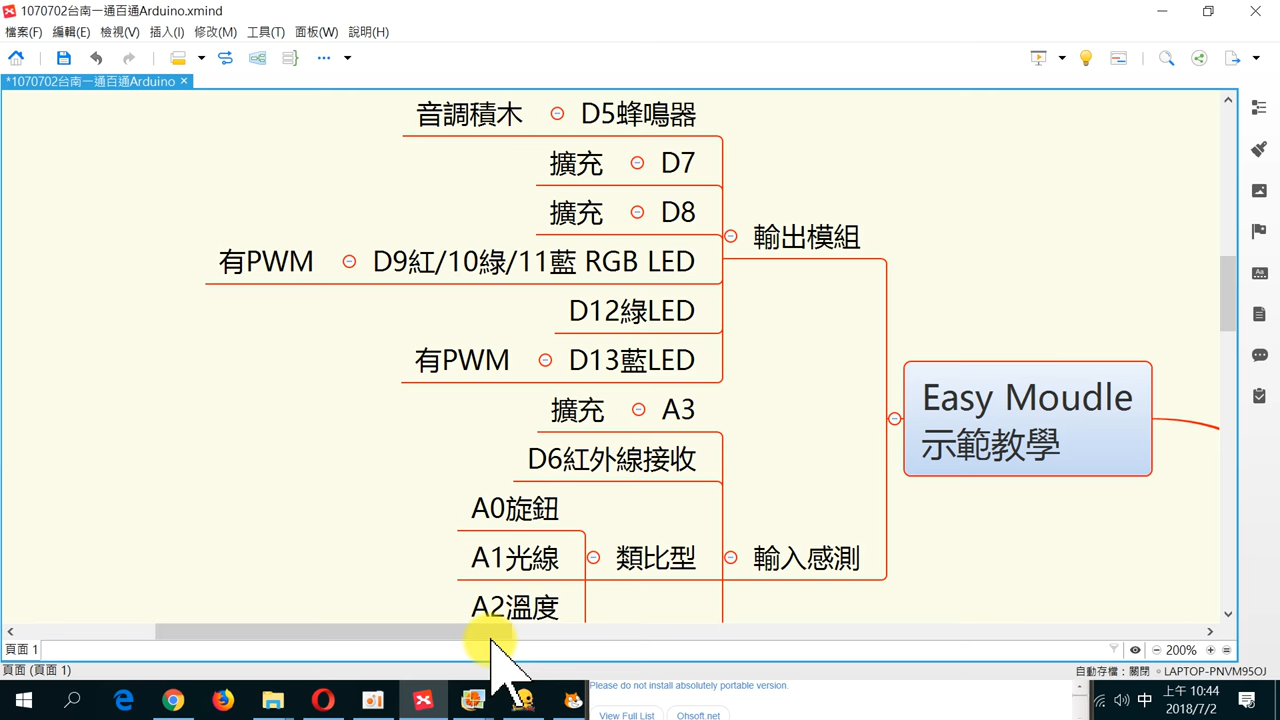 1070702台南一通百通Arduino.xmind
檔案(F) 編輯(E) 檢視(V) 插入(I) 修改(M) 工具(T) 面板(W) 說明(H)
*1070702台南一通百通Arduino
音調積木 D5蜂鳴器
擴充 D7
擴充 D8
輸出模組
有PWM D9紅/10綠/11藍 RGB LED
D12綠LED
有PWM D13藍LED
Easy Moudle
示範教學
擴充 A3
D6紅外線接收
A0旋鈕
A1光線 類比型 輸入感測
A2溫度
頁面 1
200%
頁面 (頁面 1)
自動存檔：關閉
LAPTOP-PNVM95OJ
Please do not install absolutely portable version.
View Full List Ohsoft.net
中
上午 10:44
2018/7/2